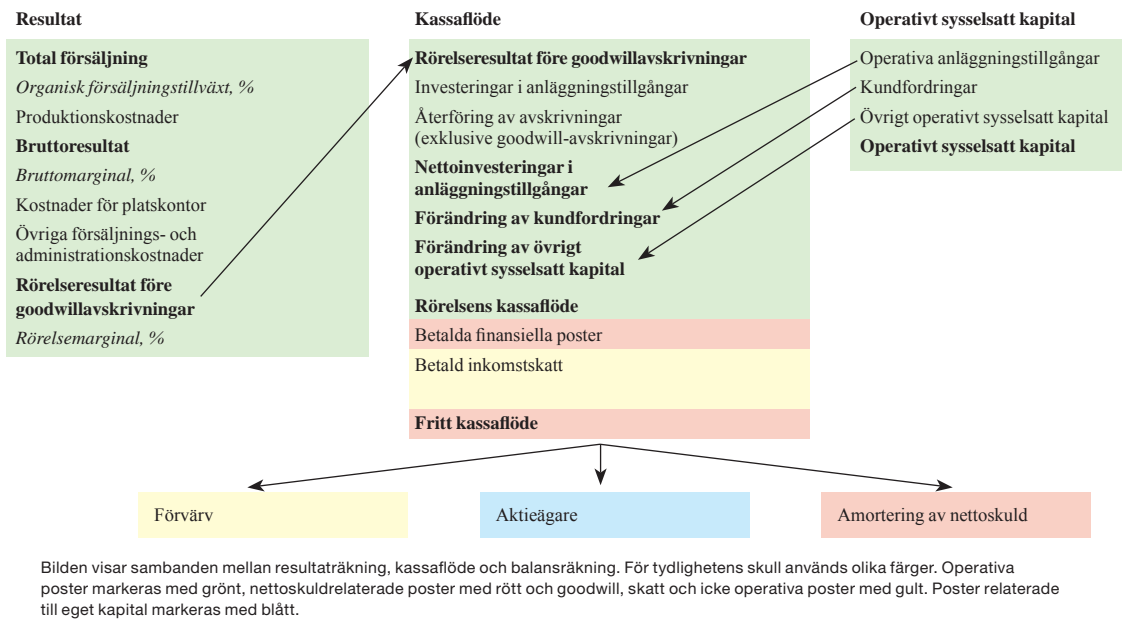 Resultat
Total försäljning
Organisk försäljningstillväxt, %
Produktionskostnader
Bruttoresultat
Bruttomarginal, %
Kostnader för platskontor
Övriga försäljnings- och
administrationskostnader
Rörelseresultat före
goodwillavskrivningar
Rörelsemarginal, %
Kassaflöde
Rörelseresultat före goodwillavskrivningar
Investeringar i anläggningstillgångar
Återföring av avskrivningar
(exklusive goodwill-avskrivningar)
Nettoinvesteringar i
anläggningstillgångar
Förändring av kundfordringar
Förändring av övrigt
operativt sysselsatt kapital
Rörelsens kassaflöde
Betalda finansiella poster
Betald inkomstskatt
Fritt kassaflöde
Operativt sysselsatt kapital
Operativa anläggningstillgångar
Kundfordringar
Övrigt operativt sysselsatt kapital
Operativt sysselsatt kapital
Förvärv
Aktieägare
Amortering av nettoskuld
Bilden visar sambanden mellan resultaträkning, kassaflöde och balansräkning. För tydlighetens skull används olika färger. Operativa
poster markeras med grönt, nettoskuldrelaterade poster med rött och goodwill, skatt och icke operativa poster med gult. Poster relaterade
till eget kapital markeras med blått.